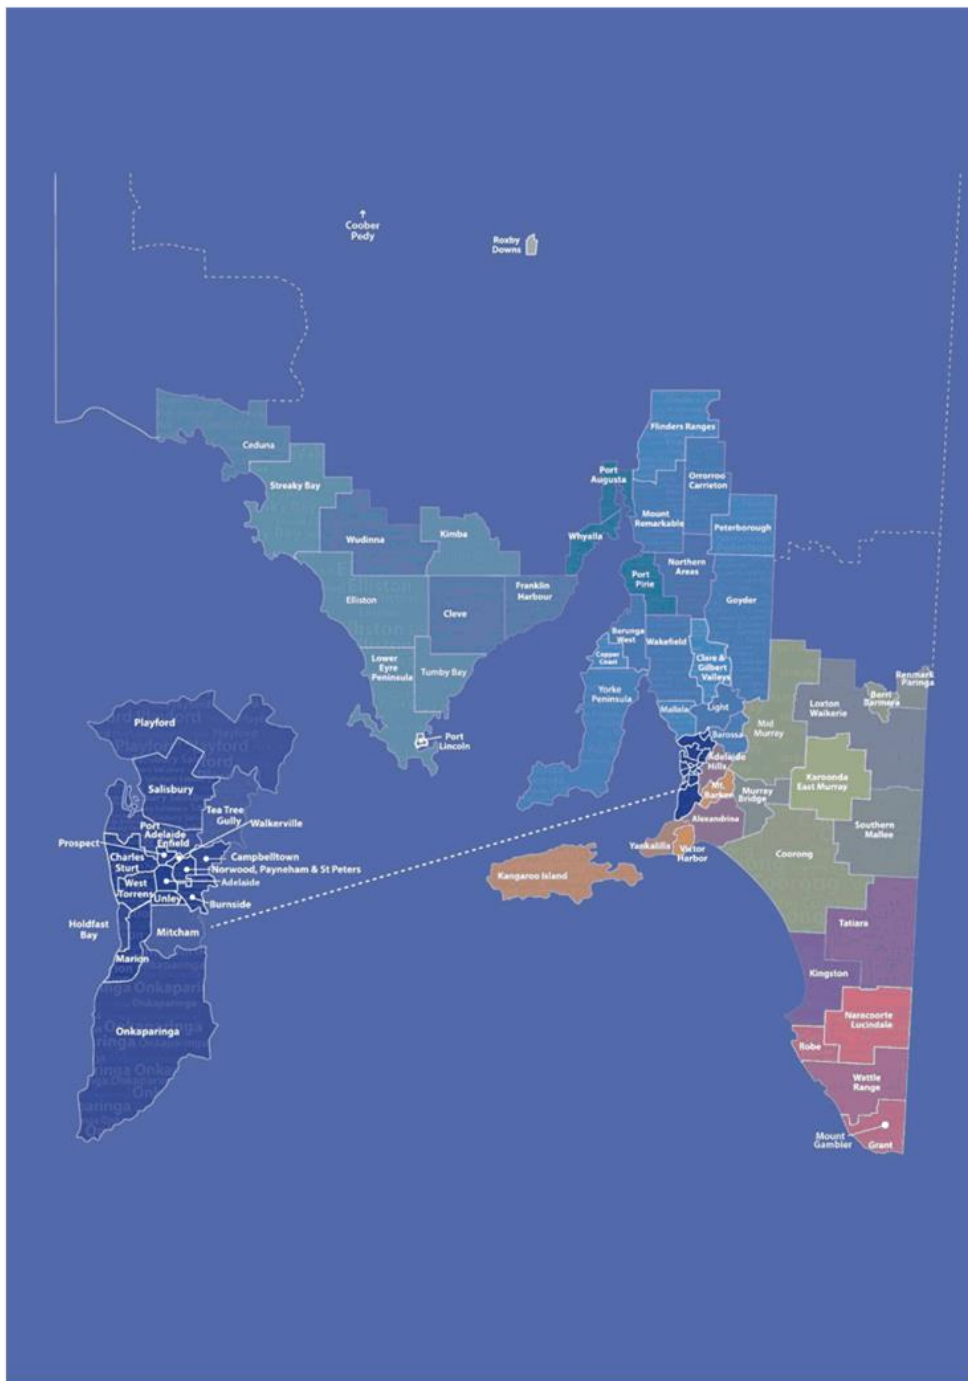 Coober
Pedy
Roxby
Downs
Flinders Ranges
Ceduna
Port
Augusta
Orrorroo
Carrieton
Streaky Bay
Mount
Remarkable
Peterborough
Wudinna
Kimba
Whyalla
Northern
Areas
Port
Pirie
Franklin
Harbour
Elliston
Cleve
Goyder
Barunga
West
Wakefield
Copper
Coast
Clare &
Gilbert
Valleys
Lower
Eyre
Peninsula
Tumby Bay
Renmark
Paringa
Berri
Barmera
Yorke
Peninsula
Loxton
Waikerie
Mallala
Light
Mid
Murray
Playford
Port
Lincoln
Barossa
Adelaide
Hills
Karoonda
East Murray
Salisbury
Mt.
Barker
Murray
Bridge
Tea Tree
Gully
Alexandrina
Southern
Mallee
Port
Adelaide
Enfield
Walkerville
Prospect
Yankalilla
Victor
Harbor
Coorong
Charles
Sturt
Campbelltown
Norwood, Payneham & St Peters
Kangaroo Island
West
Torrens
Adelaide
Unley
Burnside
Holdfast
Bay
Mitcham
Tatiara
Marion
Kingston
Naracoorte
Lucindale
Onkaparinga
Robe
Wattle
Range
Mount
Gambier
Grant